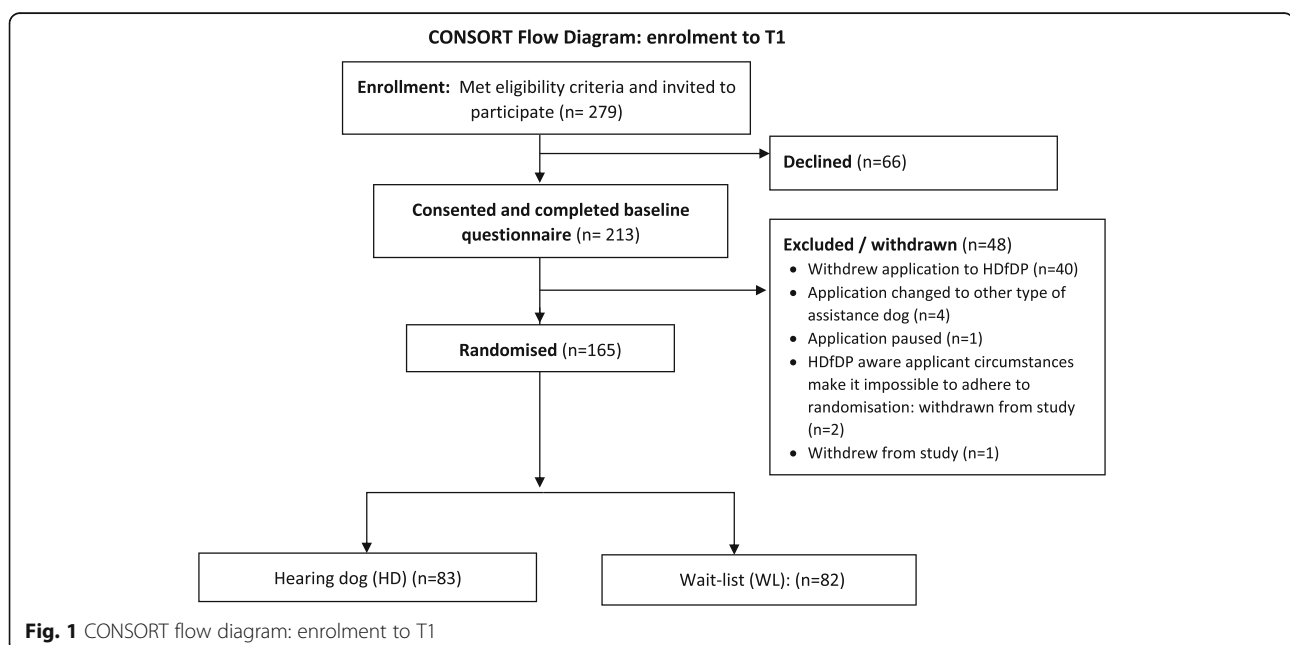 CONSORT Flow Diagram: enrolment to T1
Enrollment: Met eligibility criteria and invited to
participate (n= 279)
Declined (n=66)
Consented and completed baseline
questionnaire (n= 213)
Excluded / withdrawn (n=48)
• Withdrew application to HDfDP (n=40)
• Application changed to other type of
assistance dog (n=4)
• Application paused (n=1)
• HDfDP aware applicant circumstances
make it impossible to adhere to
randomisation: withdrawn from study
(n=2)
• Withdrew from study (n=1)
Randomised (n=165)
Hearing dog (HD) (n=83)
Wait-list (WL): (n=82)
Fig. 1 CONSORT flow diagram: enrolment to T1